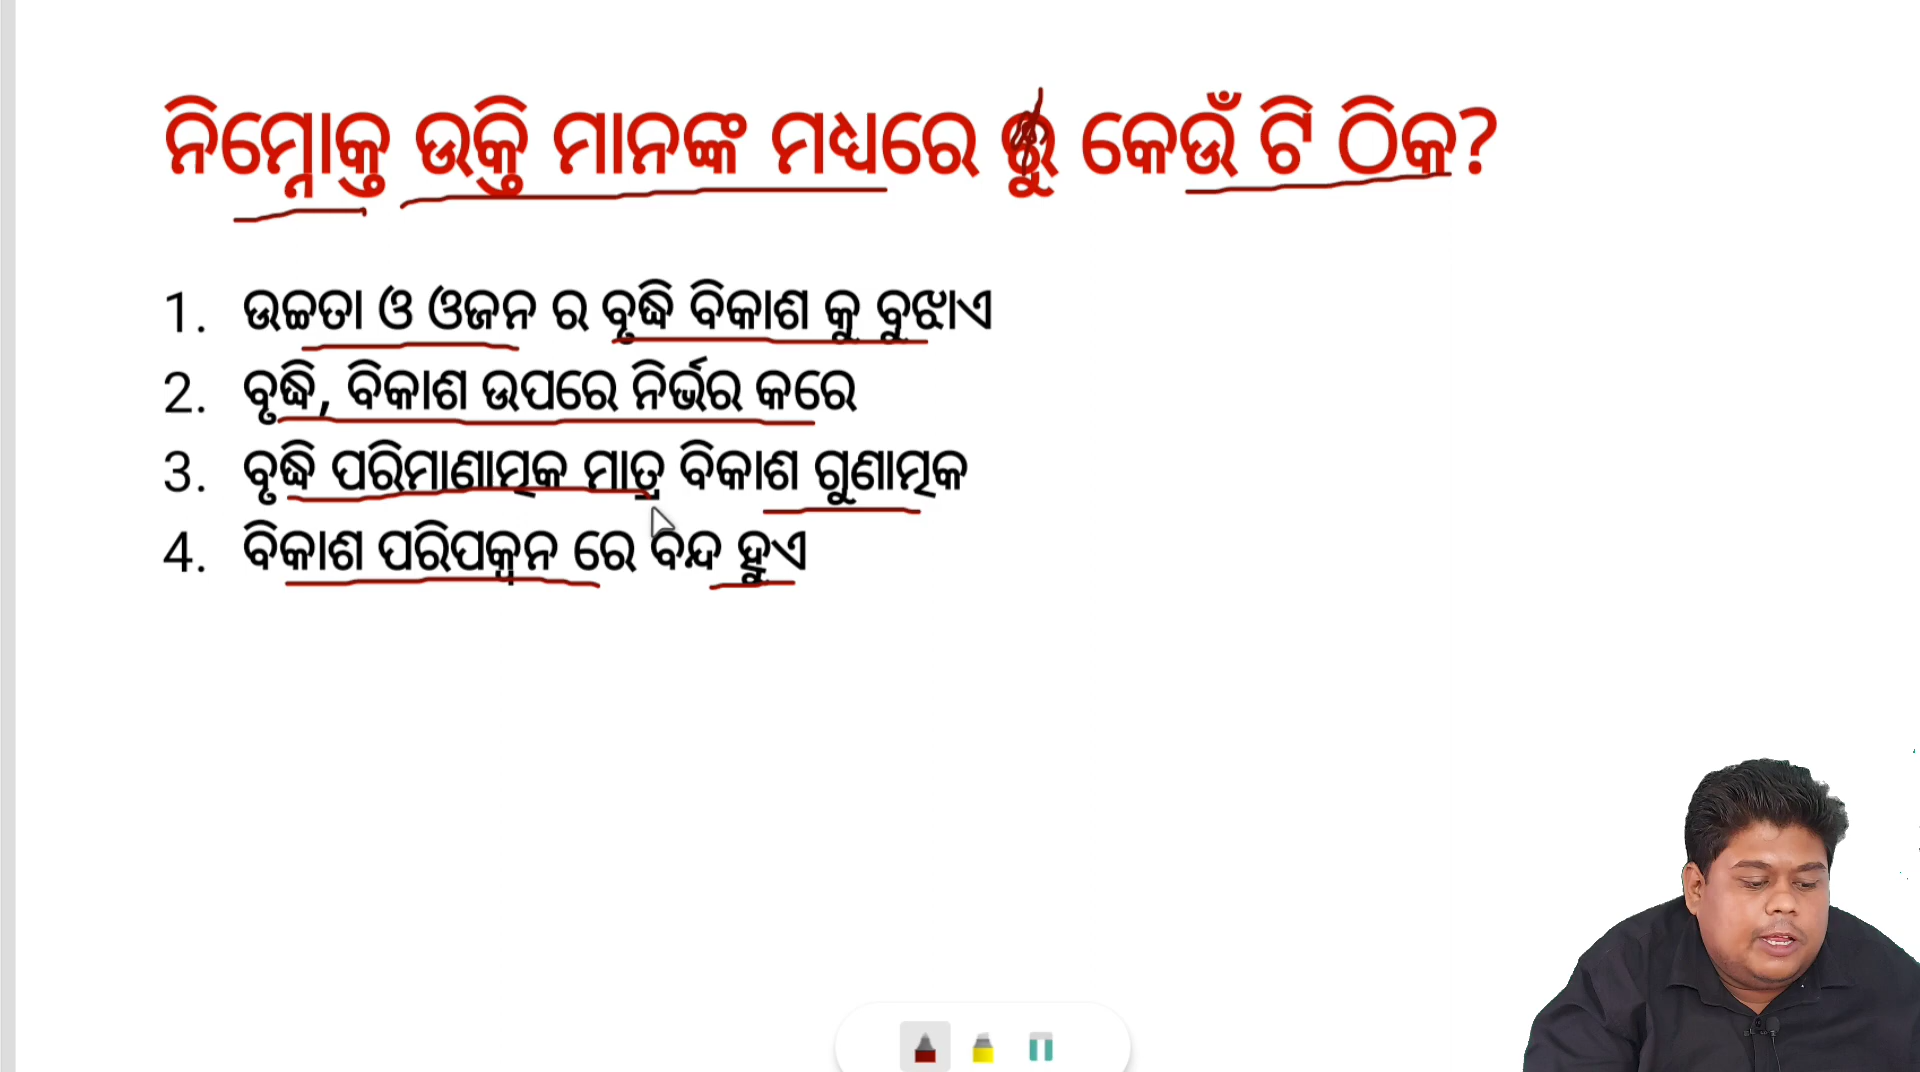 ନିମ୍ନୋକ୍ତ ଉକ୍ତି ମାନଙ୍କ ମଧ୍ୟରେ କେଉଁ ଟି ଠିକ?
1. ଉଚ୍ଚତା ଓ ଓଜନ ର ବୃଦ୍ଧି ବିକାଶ କୁ ବୁଝାଏ
2. ବୃଦ୍ଧି, ବିକାଶ ଉପରେ ନିର୍ଭର କରେ
3. ବୃଦ୍ଧି ପରିମାଣାତ୍ମକ ମାତ୍ର ବିକାଶ ଗୁଣାତ୍ମକ
4. ବିକାଶ ପରିପକ୍ୱନ ରେ ବନ୍ଦ ହୁଏ